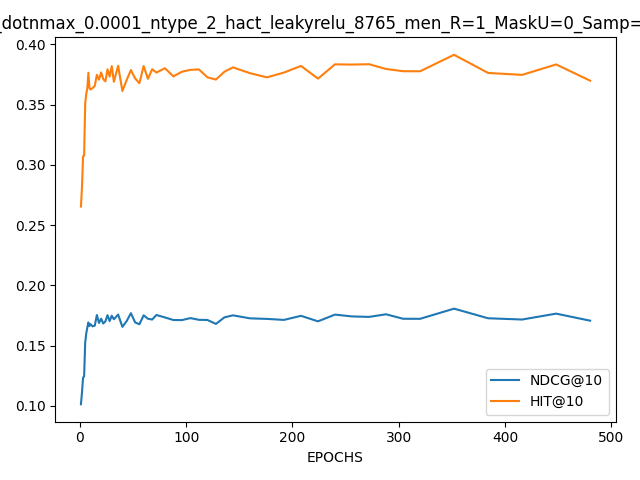 _dotnmax_0.0001_ntype_2_hact_leakyrelu_8765_men_R=1_MaskU=0_Samp=
0.40
0.35
0.30
0.25
0.20
0.15
0.10
NDCG@10
HIT@10
0 100 200 300 400 500
EPOCHS